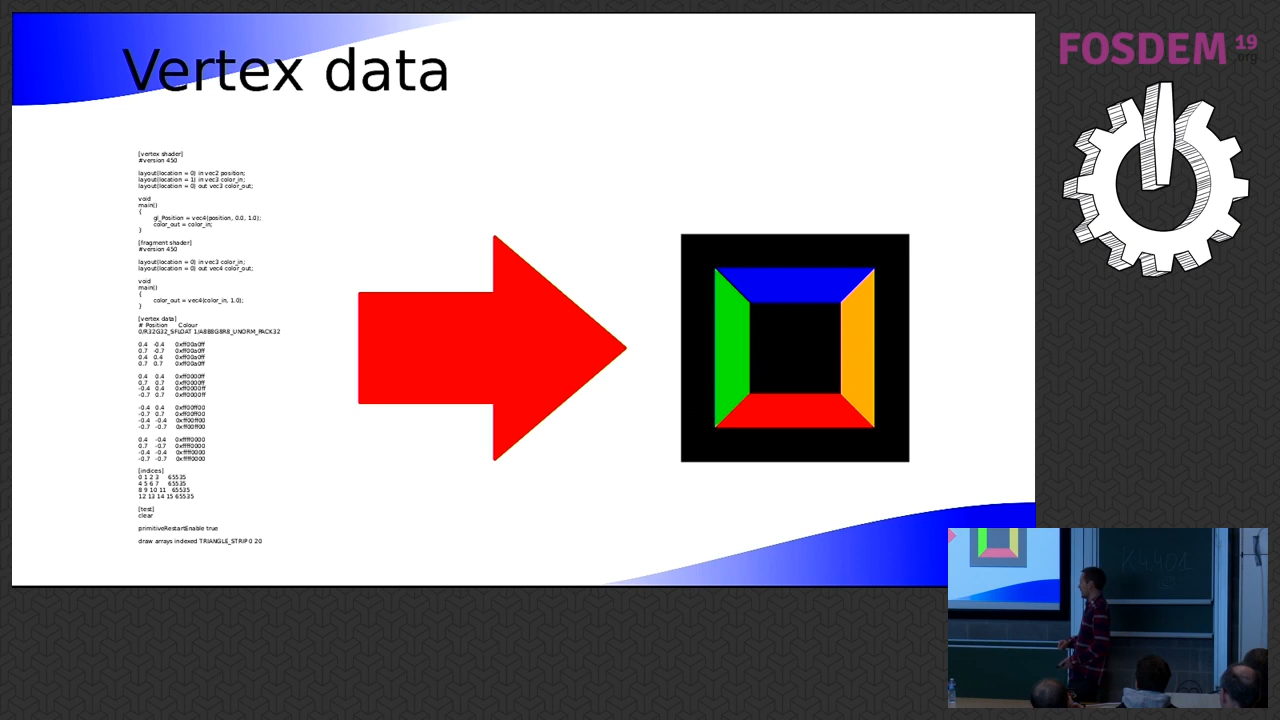 Vertex data
FOSDEM 19
.org
[vertex shader]
#version 450
layout(location = 0) in vec2 position;
layout(location = 1) in vec3 color_in;
layout(location = 0) out vec3 color_out;
void
main()
{
gl_Position = vec4(position, 0.0, 1.0);
color_out = color_in;
}
[fragment shader]
#version 450
layout(location = 0) in vec3 color_in;
layout(location = 0) out vec4 color_out;
void
main()
{
color_out = vec4(color_in, 1.0);
}
[vertex data]
# Position Colour
0/R32G32_SFLOAT 1/A8B8G8R8_UNORM_PACK32
0.4 -0.4 0xff00a0ff
0.7 -0.7 0xff00a0ff
0.4 0.4 0xff00a0ff
0.7 0.7 0xff00a0ff
0.4 0.4 0xff0000ff
0.7 0.7 0xff0000ff
-0.4 0.4 0xff0000ff
-0.7 0.7 0xff0000ff
-0.4 0.4 0xff00ff00
-0.7 0.7 0xff00ff00
-0.4 -0.4 0xff00ff00
-0.7 -0.7 0xff00ff00
0.4 -0.4 0xffff0000
0.7 -0.7 0xffff0000
-0.4 -0.4 0xffff0000
-0.7 -0.7 0xffff0000
[indices]
0 1 2 3 65535
4 5 6 7 65535
8 9 10 11 65535
12 13 14 15 65535
[test]
clear
primitiveRestartEnable true
draw arrays indexed TRIANGLE_STRIP 0 20
K4.401